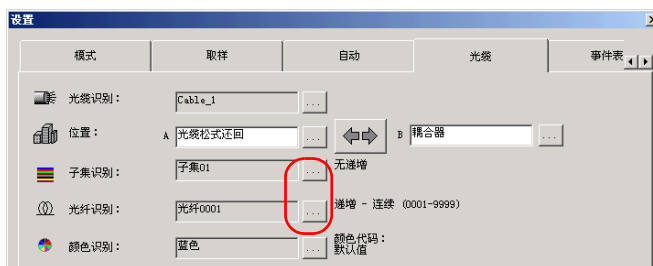 设置
模式 取样 自动 光缆 事件表
光缆识别： Cable_1 ...
位置： A 光缆松式还回 ... B 耦合器 ...
子集识别： 子集01 ... 无递增
光纤识别： 光纤0001 ... 递增 - 连续 (0001-9999)
颜色识别： 蓝色 ... 颜色代码：
默认值